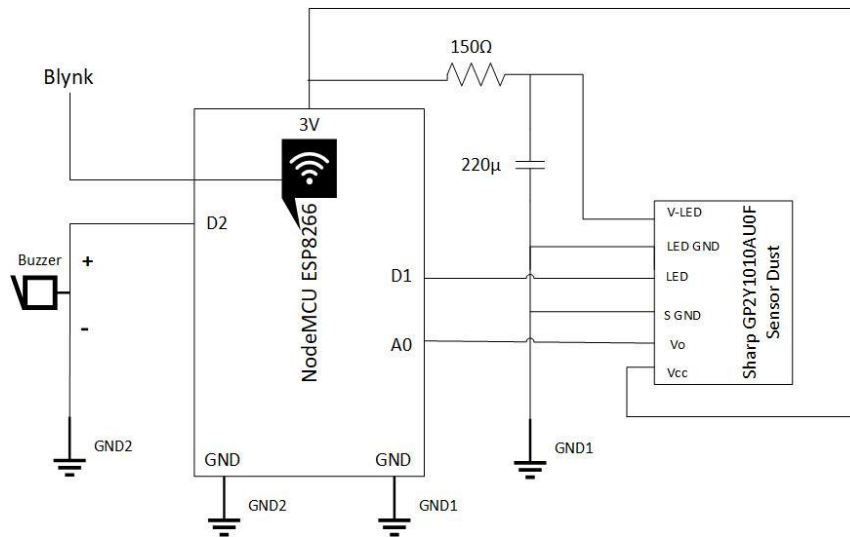 150Ω
Blynk
3V
220µ
V-LED
D2
NodeMCU ESP8266
LED GND
Buzzer
+
D1
LED
Sharp GP2Y1010AU0F
Sensor Dust
S GND
-
A0
Vo
Vcc
GND2
GND
GND
GND1
GND2
GND1